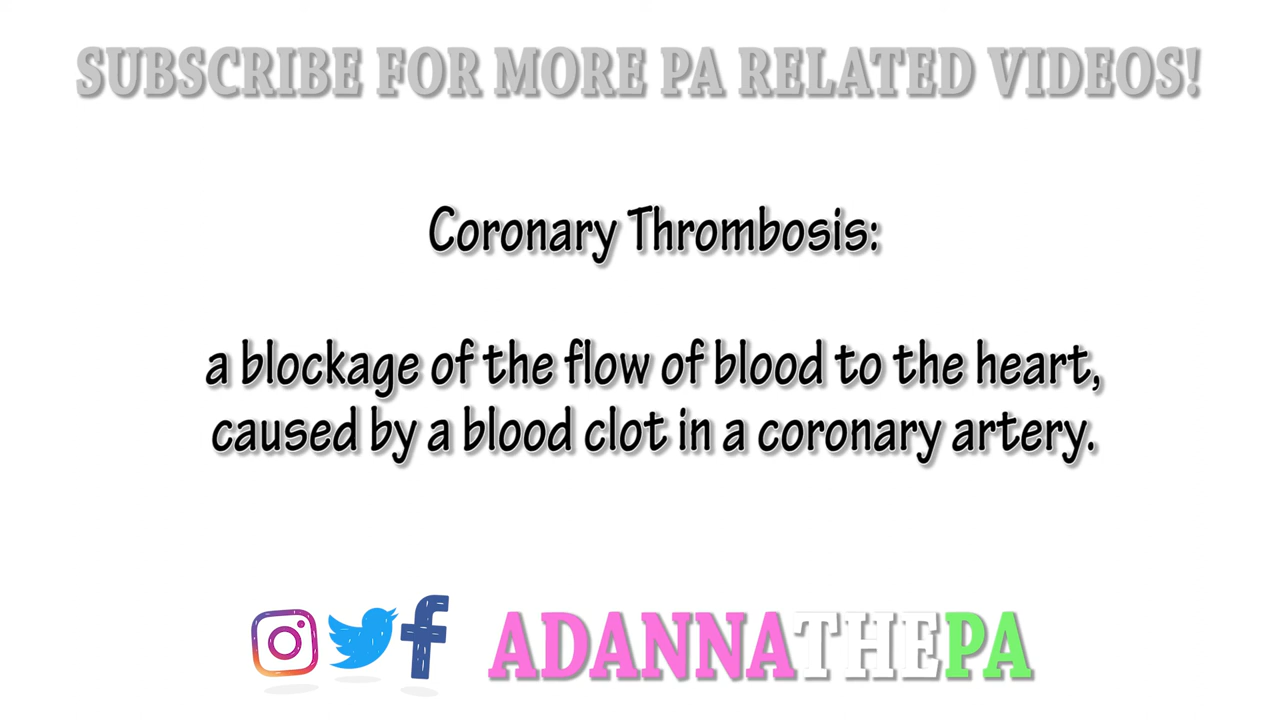 SUBSCRIBE FOR MORE PA RELATED VIDEOS!
Coronary Thrombosis:
a blockage of the flow of blood to the heart,
caused by a blood clot in a coronary artery.
ADANNATHEPA